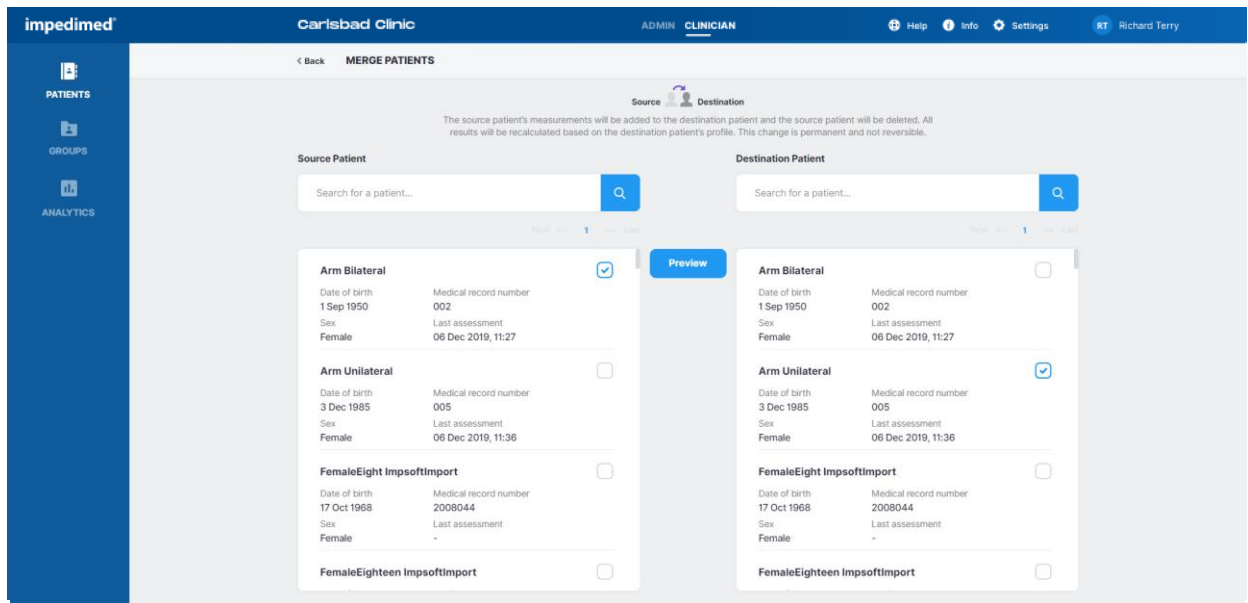 impedimed®
Carlsbad Clinic
ADMIN CLINICIAN
Help Info Settings
RT Richard Terry
PATIENTS
GROUPS
ANALYTICS
< Back MERGE PATIENTS
Source Destination
The source patient's measurements will be added to the destination patient and the source patient will be deleted. All
results will be recalculated based on the destination patient's profile. This change is permanent and not reversible.
Source Patient
Search for a patient...
First ← 1 → Last
Arm Bilateral
Date of birth Medical record number
1 Sep 1950 002
Sex Last assessment
Female 06 Dec 2019, 11:27
Arm Unilateral
Date of birth Medical record number
3 Dec 1985 005
Sex Last assessment
Female 06 Dec 2019, 11:36
FemaleEight ImpsoftImport
Date of birth Medical record number
17 Oct 1968 2008044
Sex Last assessment
Female -
FemaleEighteen ImpsoftImport
Preview
Destination Patient
Search for a patient...
First ← 1 → Last
Arm Bilateral
Date of birth Medical record number
1 Sep 1950 002
Sex Last assessment
Female 06 Dec 2019, 11:27
Arm Unilateral
Date of birth Medical record number
3 Dec 1985 005
Sex Last assessment
Female 06 Dec 2019, 11:36
FemaleEight ImpsoftImport
Date of birth Medical record number
17 Oct 1968 2008044
Sex Last assessment
Female -
FemaleEighteen ImpsoftImport